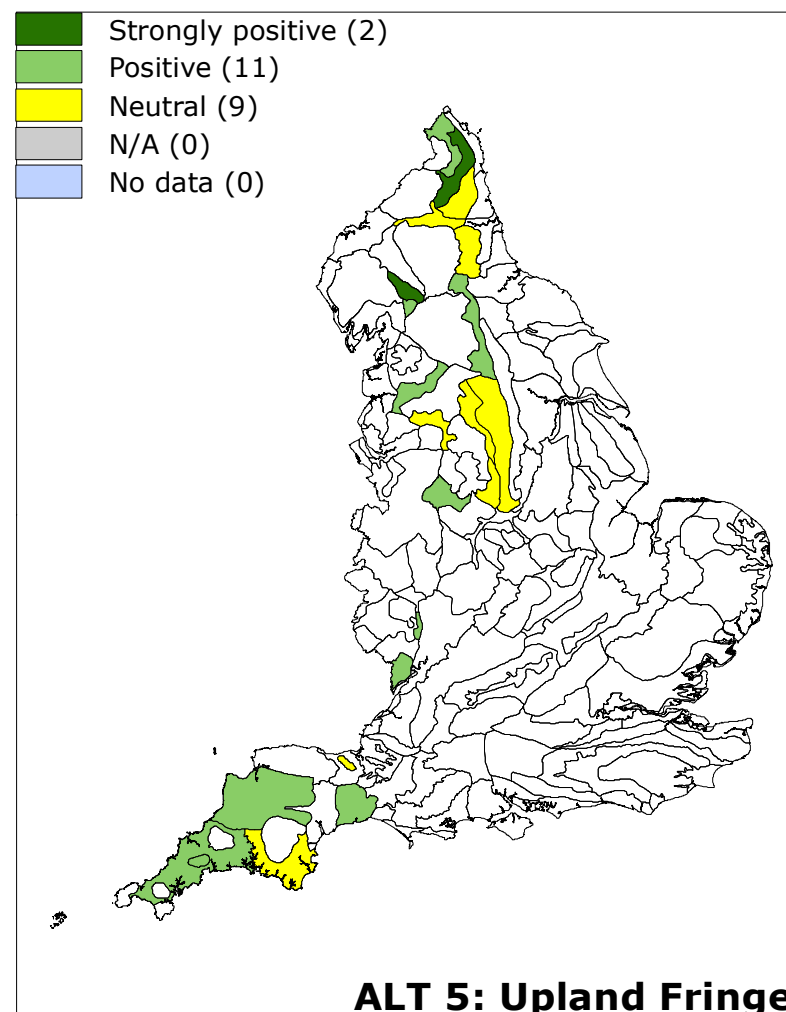 Strongly positive (2)
Positive (11)
Neutral (9)
N/A (0)
No data (0)
ALT 5: Upland Fringe